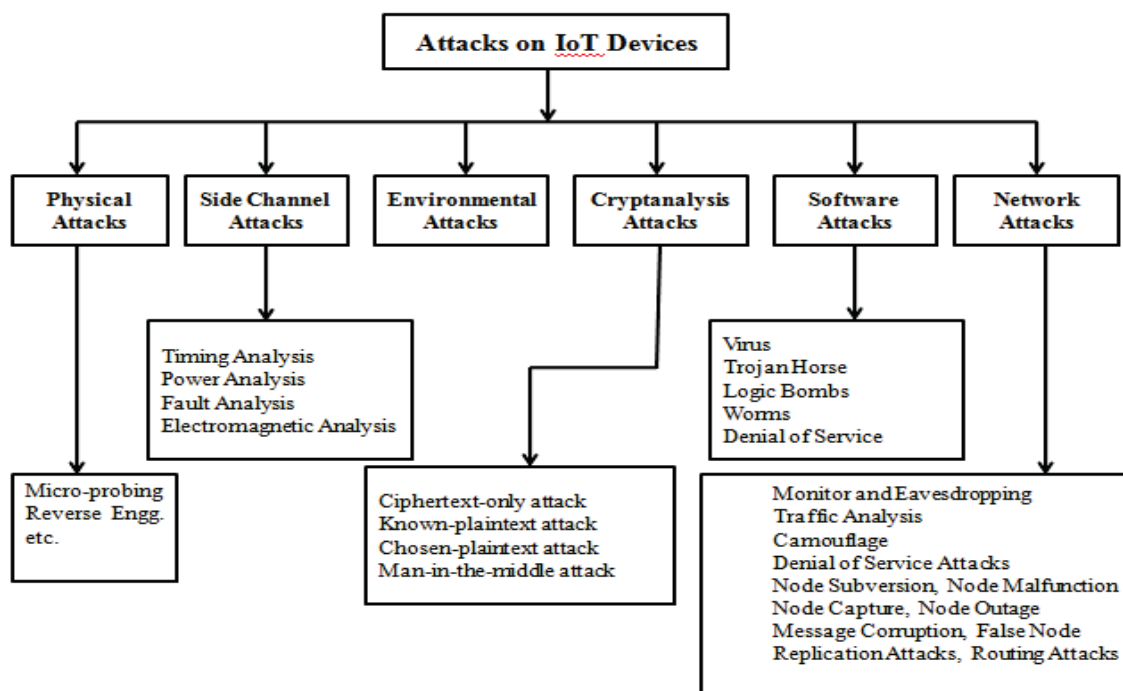 Attacks on IoT Devices
Physical
Attacks
Side Channel
Attacks
Environmental
Attacks
Cryptanalysis
Attacks
Software
Attacks
Network
Attacks
Timing Analysis
Power Analysis
Fault Analysis
Electromagnetic Analysis
Virus
Trojan Horse
Logic Bombs
Worms
Denial of Service
Micro-probing
Reverse Engg.
etc.
Ciphertext-only attack
Known-plaintext attack
Chosen-plaintext attack
Man-in-the-middle attack
Monitor and Eavesdropping
Traffic Analysis
Camouflage
Denial of Service Attacks
Node Subversion, Node Malfunction
Node Capture, Node Outage
Message Corruption, False Node
Replication Attacks, Routing Attacks